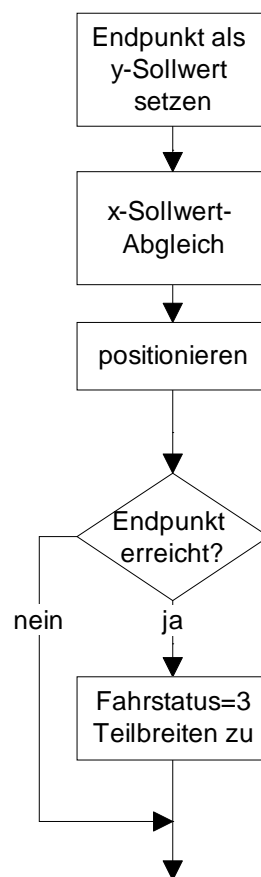 Endpunkt als
y-Sollwert
setzen
x-Sollwert-
Abgleich
positionieren
Endpunkt
erreicht?
nein
ja
Fahrstatus=3
Teilbreiten zu